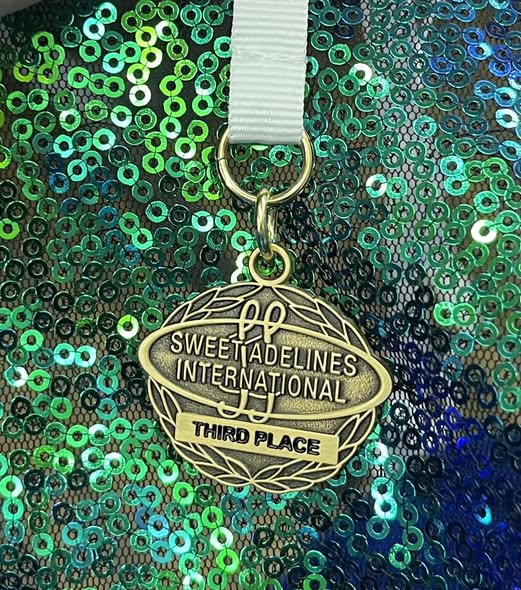 SWEET ADELINES
INTERNATIONAL
THIRD PLACE